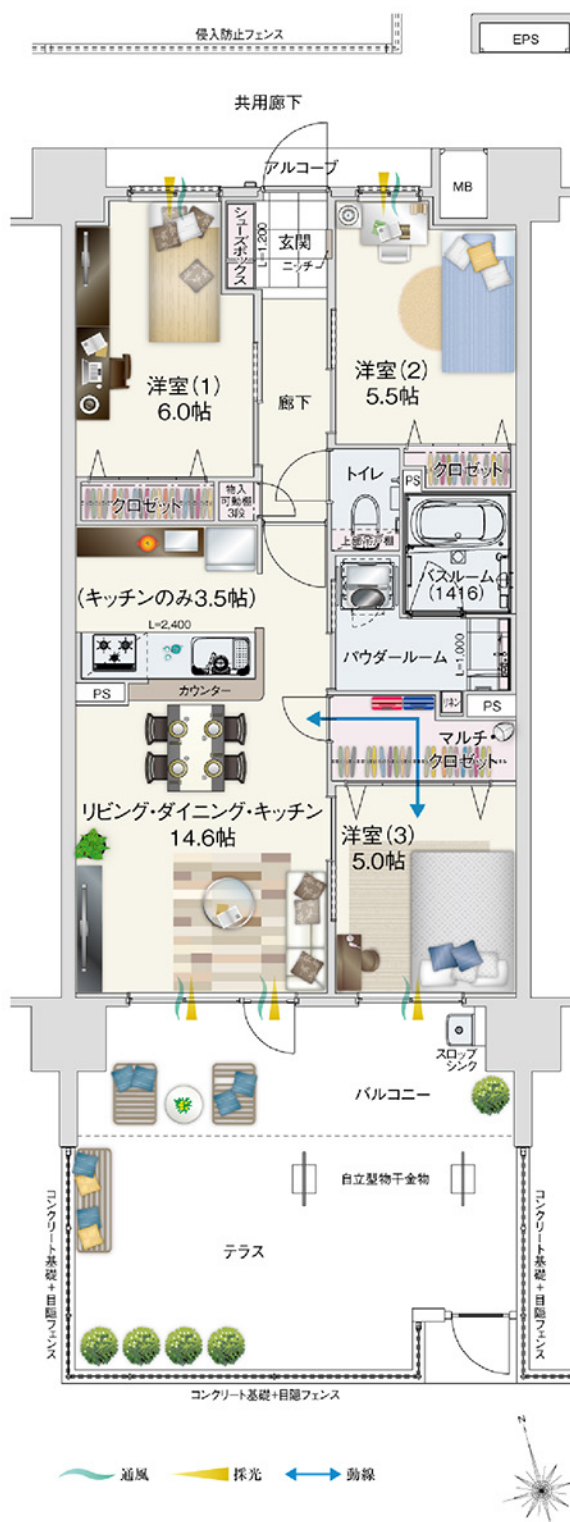 侵入防止フェンス
EPS
共用廊下
アルコーブ
MB
シューズボックス
L=1,200
玄関
ニッチ
洋室(1)
6.0帖
洋室(2)
5.5帖
廊下
トイレ
PS
クロゼット
クロゼット
物入
可動棚
3段
上部吊戸棚
バスルーム
(1416)
(キッチンのみ3.5帖)
L=2,400
パウダールーム
L=1,000
PS
カウンター
リネン
PS
マルチ
クロゼット
リビング・ダイニング・キッチン
14.6帖
洋室(3)
5.0帖
スロップ
シンク
バルコニー
自立型物干金物
テラス
コンクリート基礎+目隠フェンス
コンクリート基礎+目隠フェンス
コンクリート基礎+目隠フェンス
通風
採光
動線
N